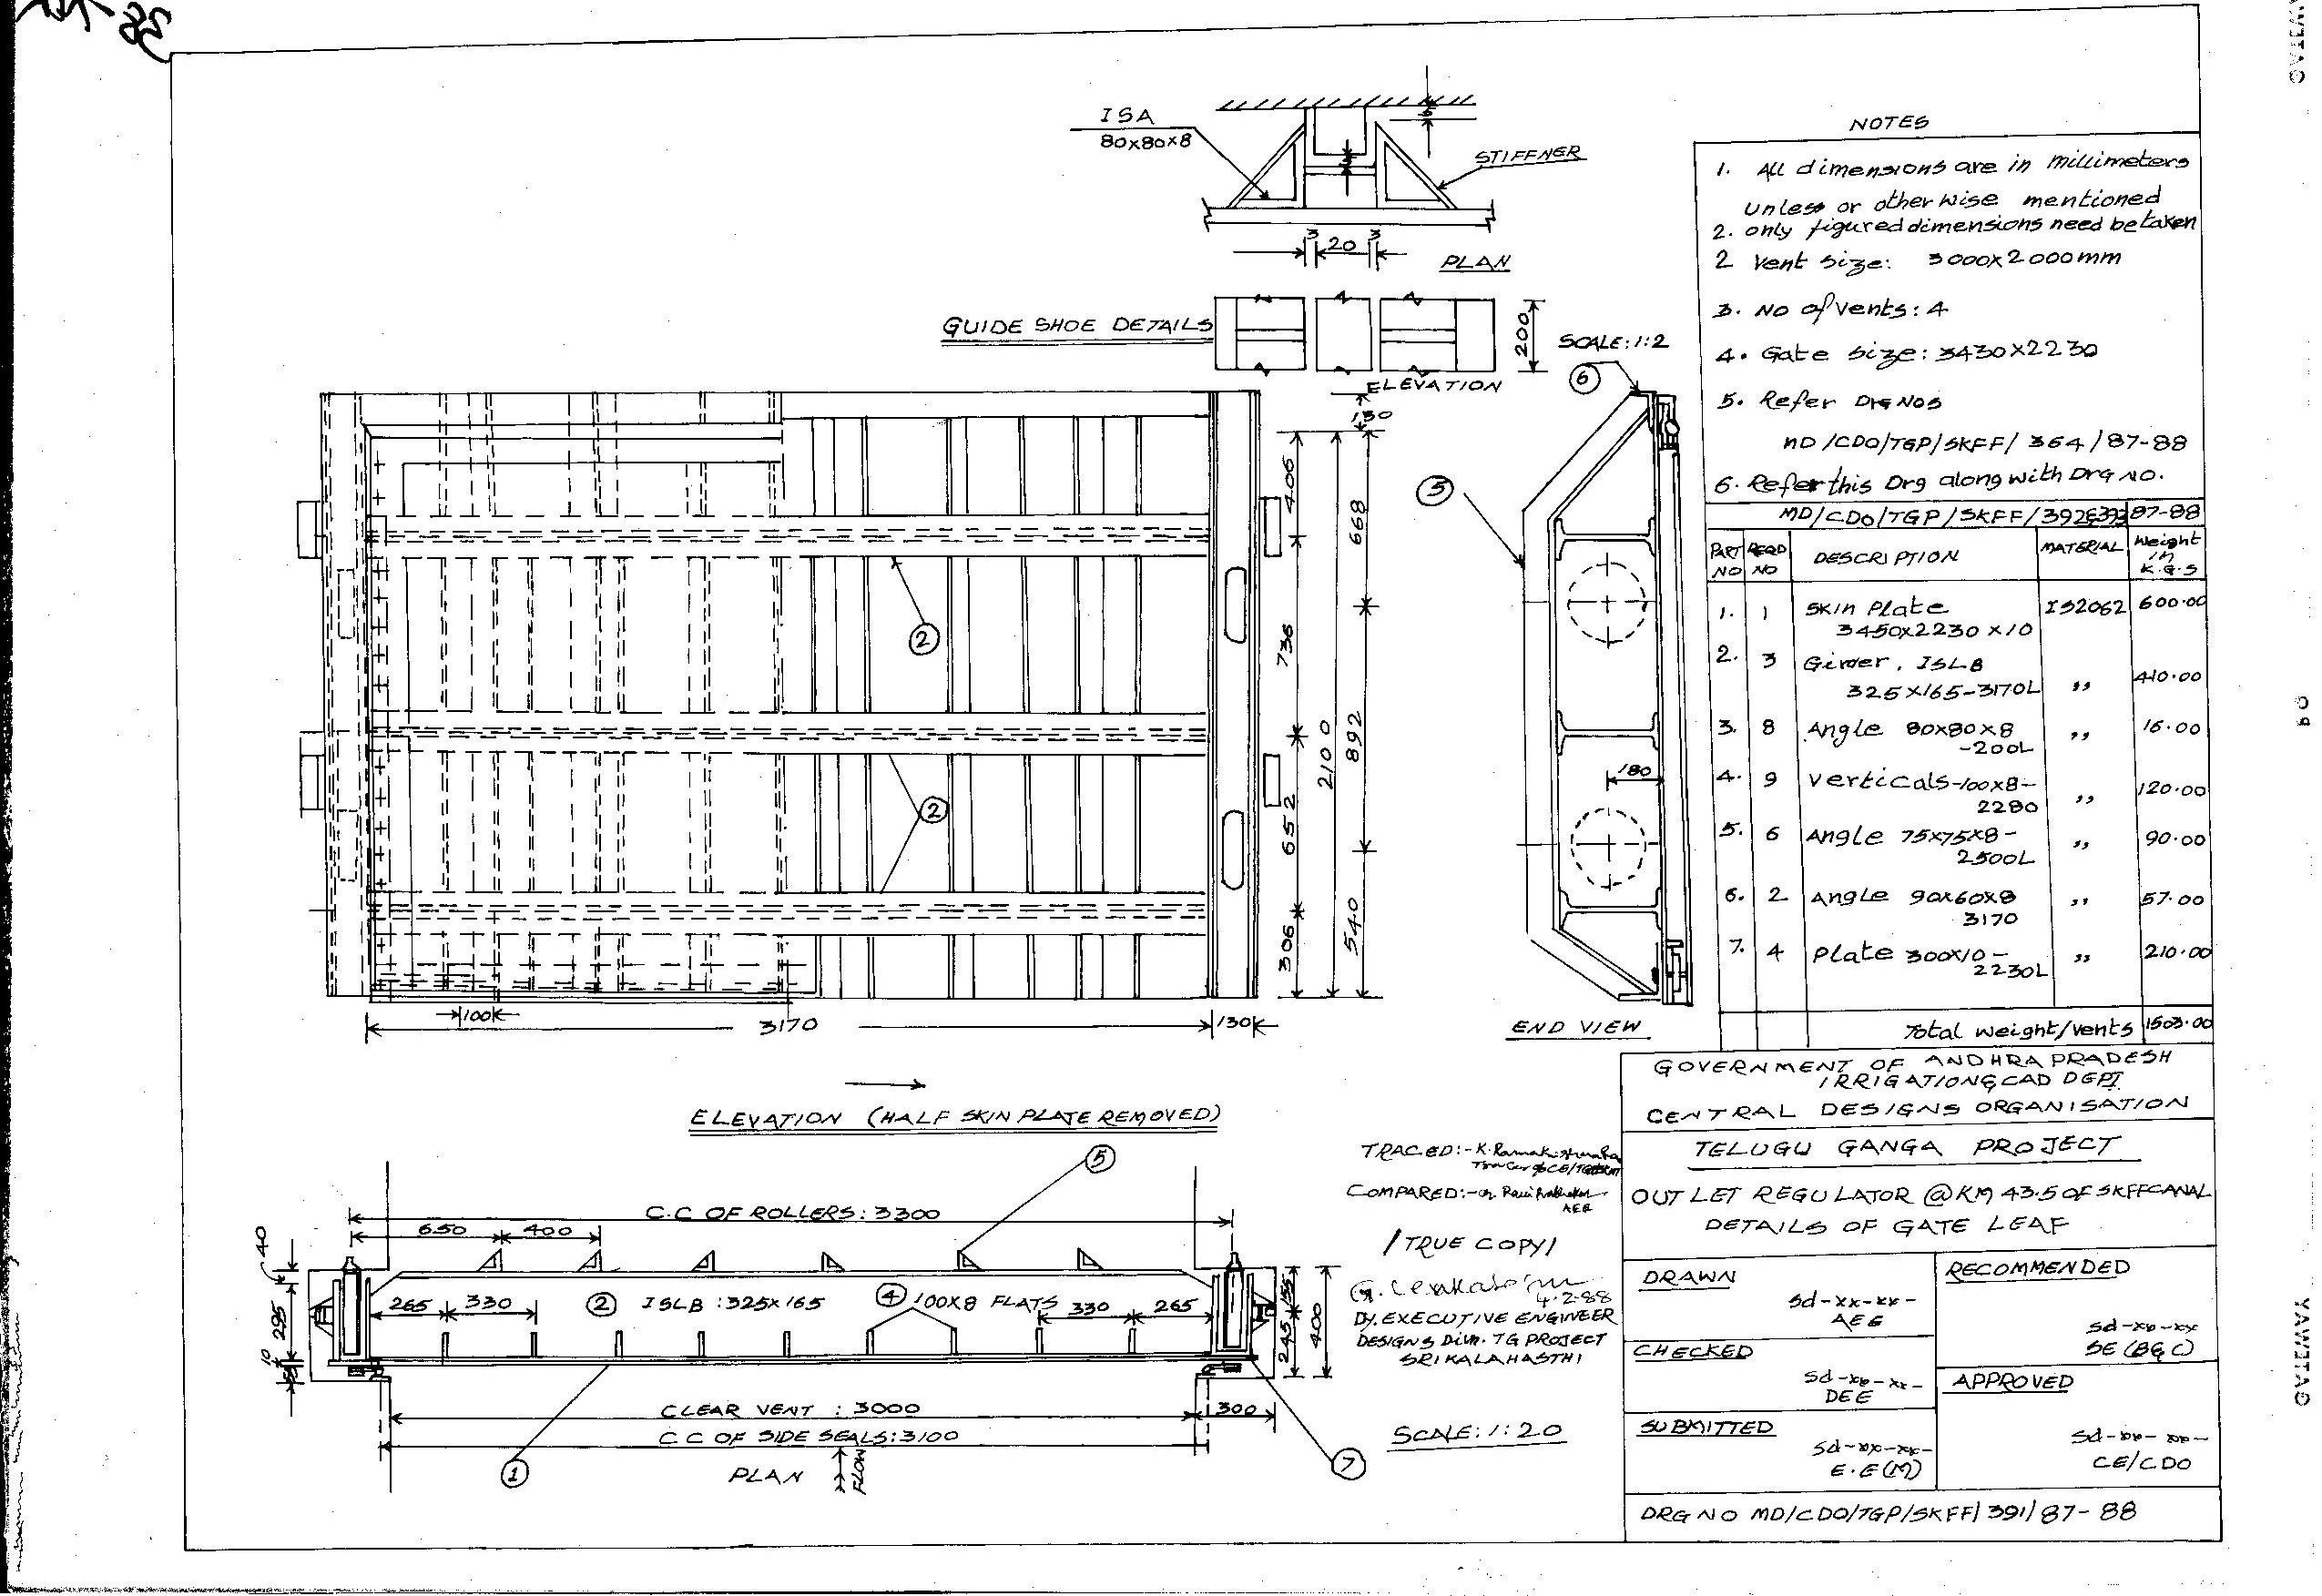 38
ISA
80x80x8
STIFFNER
3
20
3
PLAN
GUIDE SHOE DETAILS
200
SCALE:1:2
ELEVATION
6
5
130
406
668
736
2
2100
892
2
652
306
540
180
100
3170
130
END VIEW
ELEVATION (HALF SKIN PLATE REMOVED)
5
C.C OF ROLLERS: 3300
650
400
40
265
330
2
ISLB :325x165
4
100X8 FLATS
330
265
295
10
155
245
400
CLEAR VENT : 3000
300
C.C OF SIDE SEALS:3100
PLAN
FLOW
1
7
TRACED:- K. Ramakrishnaha
COMPARED:-
AEE
/TRUE COPY/
4.2.88
DY.EXECUTIVE ENGINEER
DESIGNS Divn. TG PROJECT
SRIKALAHASTHI
SCALE:1:20
NOTES
1. All dimensions are in millimeters
Unless or otherwise mentioned
2. only figured dimensions need be taken
2 Vent Size: 3000x2000mm
3. No of vents: 4
4. Gate Size: 3430X2230
5. Refer Drg Nos
MD/CDO/TGP/SKFF/364/87-88
6. Refer this Drg along with Drg No.
MD/CDO/TGP/SKFF/392&393/87-88
PART NO REQD NO DESCRIPTION MATERIAL Weight in K.G.S
1. 1 Skin Plate IS2062 600.00
3450x2230x10
2. 3 Girder, ISLB
325X165-3170L ,, 410.00
3. 8 Angle 80x80x8 ,, 16.00
-200L
4. 9 Verticals-100x8- ,, 120.00
2280
5. 6 Angle 75x75x8- ,, 90.00
2500L
6. 2 Angle 90x60x8 ,, 57.00
3170
7. 4 Plate 300x10- ,, 210.00
2230L
Total weight/vents 1503.00
GOVERNMENT OF ANDHRA PRADESH
IRRIGATION&CAD DEPT
CENTRAL DESIGNS ORGANISATION
TELUGU GANGA PROJECT
OUT LET REGULATOR @ KM 43.5 OF SKFFCANAL
DETAILS OF GATE LEAF
DRAWN
Sd-xx-xx-
AEE
RECOMMENDED
Sd-xx-xx
SE (B&C)
CHECKED
Sd-xx-xx-
DEE
APPROVED
Sd-xx-xx-
CE/CDO
SUBMITTED
Sd-xx-xx-
E.E(M)
DRG NO MD/CDO/TGP/SKFF/391/87-88